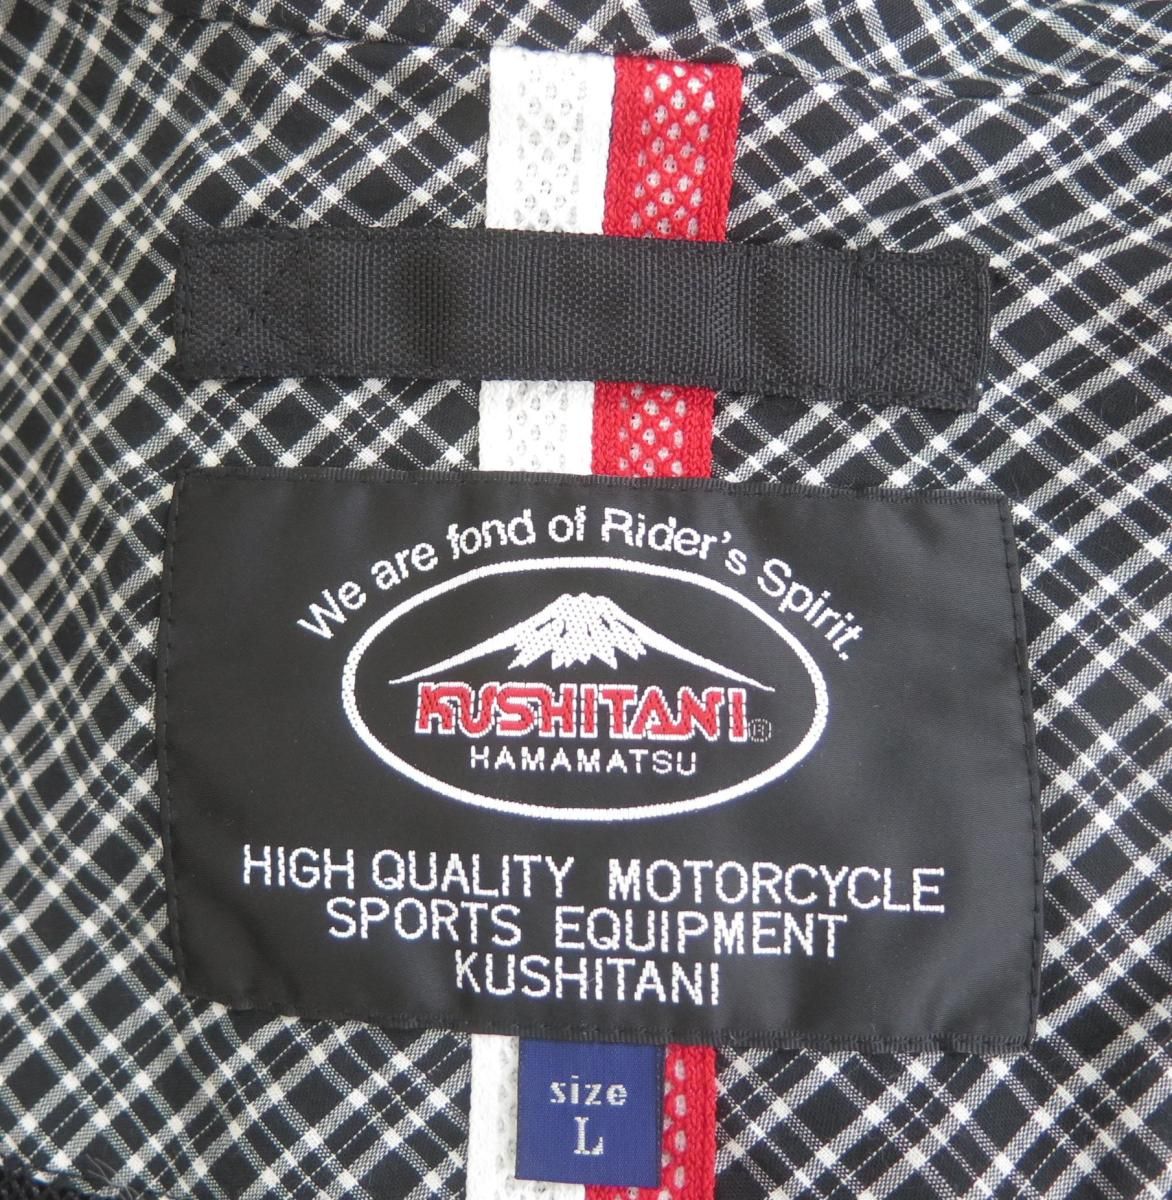 We are fond of Rider's Spirit.
KUSHITANI®
HAMAMATSU
HIGH QUALITY MOTORCYCLE
SPORTS EQUIPMENT
KUSHITANI
size
L